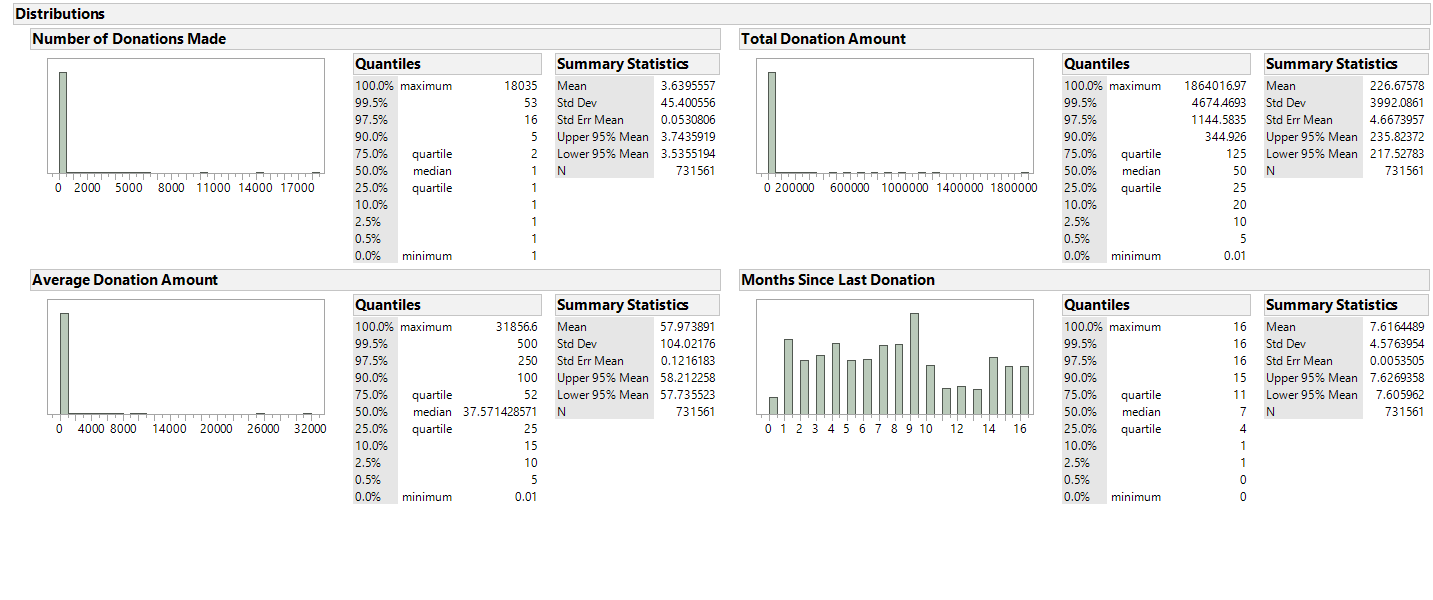 Distributions
Number of Donations Made
Quantiles
100.0% maximum 18035
99.5% 53
97.5% 16
90.0% 5
75.0% quartile 2
50.0% median 1
25.0% quartile 1
10.0% 1
2.5% 1
0.5% 1
0.0% minimum 1
Summary Statistics
Mean 3.6395557
Std Dev 45.400556
Std Err Mean 0.0530806
Upper 95% Mean 3.7435919
Lower 95% Mean 3.5355194
N 731561
0 2000 5000 8000 11000 14000 17000
Total Donation Amount
Quantiles
100.0% maximum 1864016.97
99.5% 4674.4693
97.5% 1144.5835
90.0% 344.926
75.0% quartile 125
50.0% median 50
25.0% quartile 25
10.0% 20
2.5% 10
0.5% 5
0.0% minimum 0.01
Summary Statistics
Mean 226.67578
Std Dev 3992.0861
Std Err Mean 4.6673957
Upper 95% Mean 235.82372
Lower 95% Mean 217.52783
N 731561
0 200000 600000 1000000 1400000 1800000
Average Donation Amount
Quantiles
100.0% maximum 31856.6
99.5% 500
97.5% 250
90.0% 100
75.0% quartile 52
50.0% median 37.571428571
25.0% quartile 25
10.0% 15
2.5% 10
0.5% 5
0.0% minimum 0.01
Summary Statistics
Mean 57.973891
Std Dev 104.02176
Std Err Mean 0.1216183
Upper 95% Mean 58.212258
Lower 95% Mean 57.735523
N 731561
0 4000 8000 14000 20000 26000 32000
Months Since Last Donation
Quantiles
100.0% maximum 16
99.5% 16
97.5% 16
90.0% 15
75.0% quartile 11
50.0% median 7
25.0% quartile 4
10.0% 1
2.5% 1
0.5% 0
0.0% minimum 0
Summary Statistics
Mean 7.6164489
Std Dev 4.5763954
Std Err Mean 0.0053505
Upper 95% Mean 7.6269358
Lower 95% Mean 7.605962
N 731561
0 1 2 3 4 5 6 7 8 9 10 12 14 16